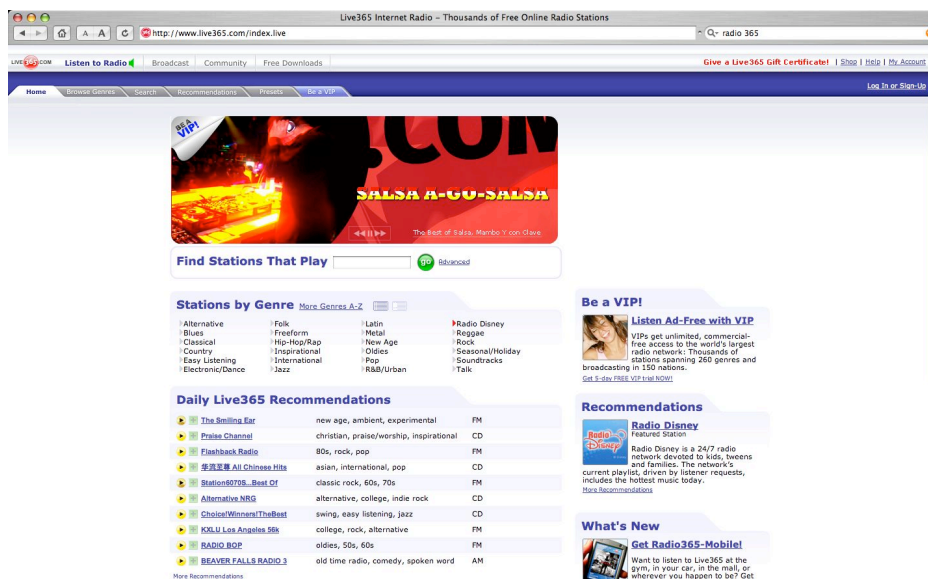 Live365 Internet Radio – Thousands of Free Online Radio Stations
A A C http://www.live365.com/index.live radio 365
LIVE365.COM Listen to Radio Broadcast Community Free Downloads Give a Live365 Gift Certificate! | Shop | Help | My Account
Home Browse Genres Search Recommendations Presets Be a VIP Log In or Sign-Up
BE A VIP!
.COM
SALSA A-GO-SALSA
The Best of Salsa, Mambo Y con Clave
Find Stations That Play go Advanced
Stations by Genre More Genres A-Z
Alternative Folk Latin Radio Disney
Blues Freeform Metal Reggae
Classical Hip-Hop/Rap New Age Rock
Country Inspirational Oldies Seasonal/Holiday
Easy Listening International Pop Soundtracks
Electronic/Dance Jazz R&B/Urban Talk
Daily Live365 Recommendations
The Smiling Ear new age, ambient, experimental FM
Praise Channel christian, praise/worship, inspirational CD
Flashback Radio 80s, rock, pop FM
华流至尊 All Chinese Hits asian, international, pop CD
Station6070S...Best Of classic rock, 60s, 70s FM
Alternative NRG alternative, college, indie rock CD
Choice!Winners!TheBest swing, easy listening, jazz CD
KXLU Los Angeles 56k college, rock, alternative FM
RADIO BOP oldies, 50s, 60s FM
BEAVER FALLS RADIO 3 old time radio, comedy, spoken word AM
More Recommendations
Be a VIP!
Listen Ad-Free with VIP
VIPs get unlimited, commercial-
free access to the world's largest
radio network: Thousands of
stations spanning 260 genres and
broadcasting in 150 nations.
Get 5-day FREE VIP trial NOW!
Recommendations
Radio Disney
Radio Disney
Featured Station
Radio Disney is a 24/7 radio
network devoted to kids, tweens
and families. The network's
current playlist, driven by listener requests,
includes the hottest music today.
More Recommendations
What's New
Get Radio365-Mobile!
Want to listen to Live365 at the
gym, in your car, in the mall, or
wherever you happen to be? Get